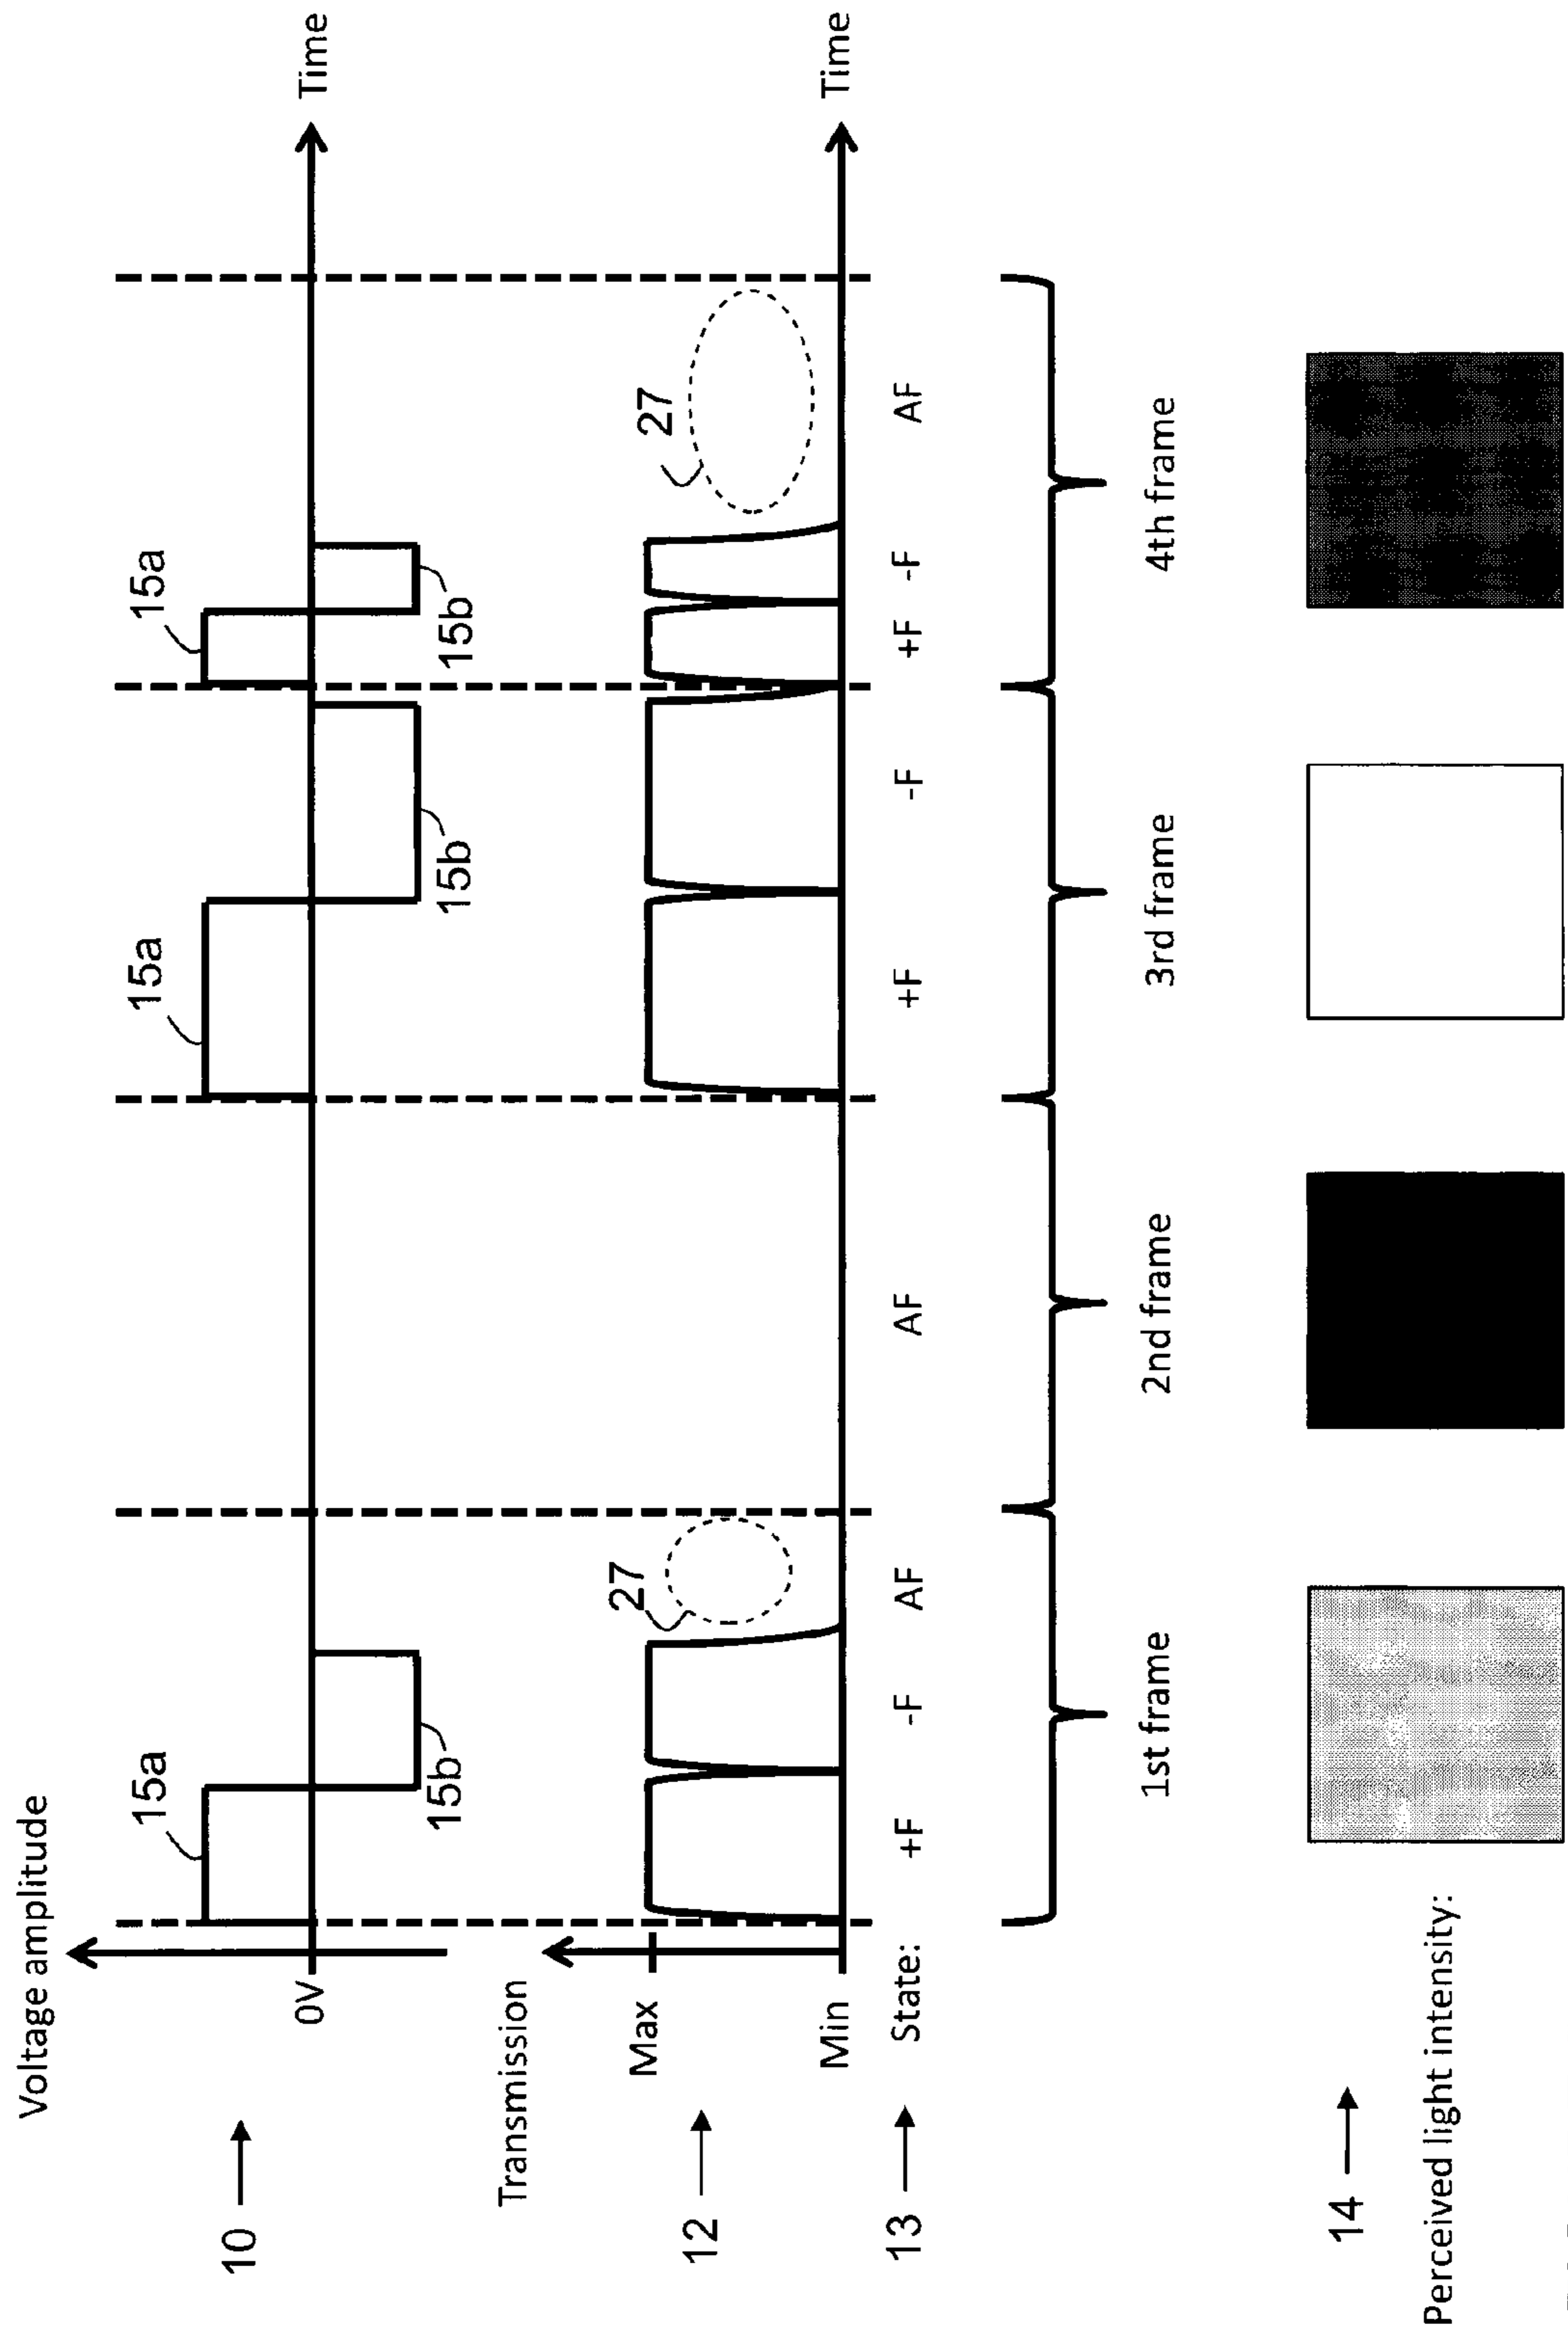 Voltage amplitude
10
0V
15a
15b
15a
15b
15a
15b
Time
Transmission
12
Max
Min
27
27
Time
13
State:
+F
-F
AF
AF
+F
-F
+F
-F
AF
1st frame
2nd frame
3rd frame
4th frame
14
Perceived light intensity: